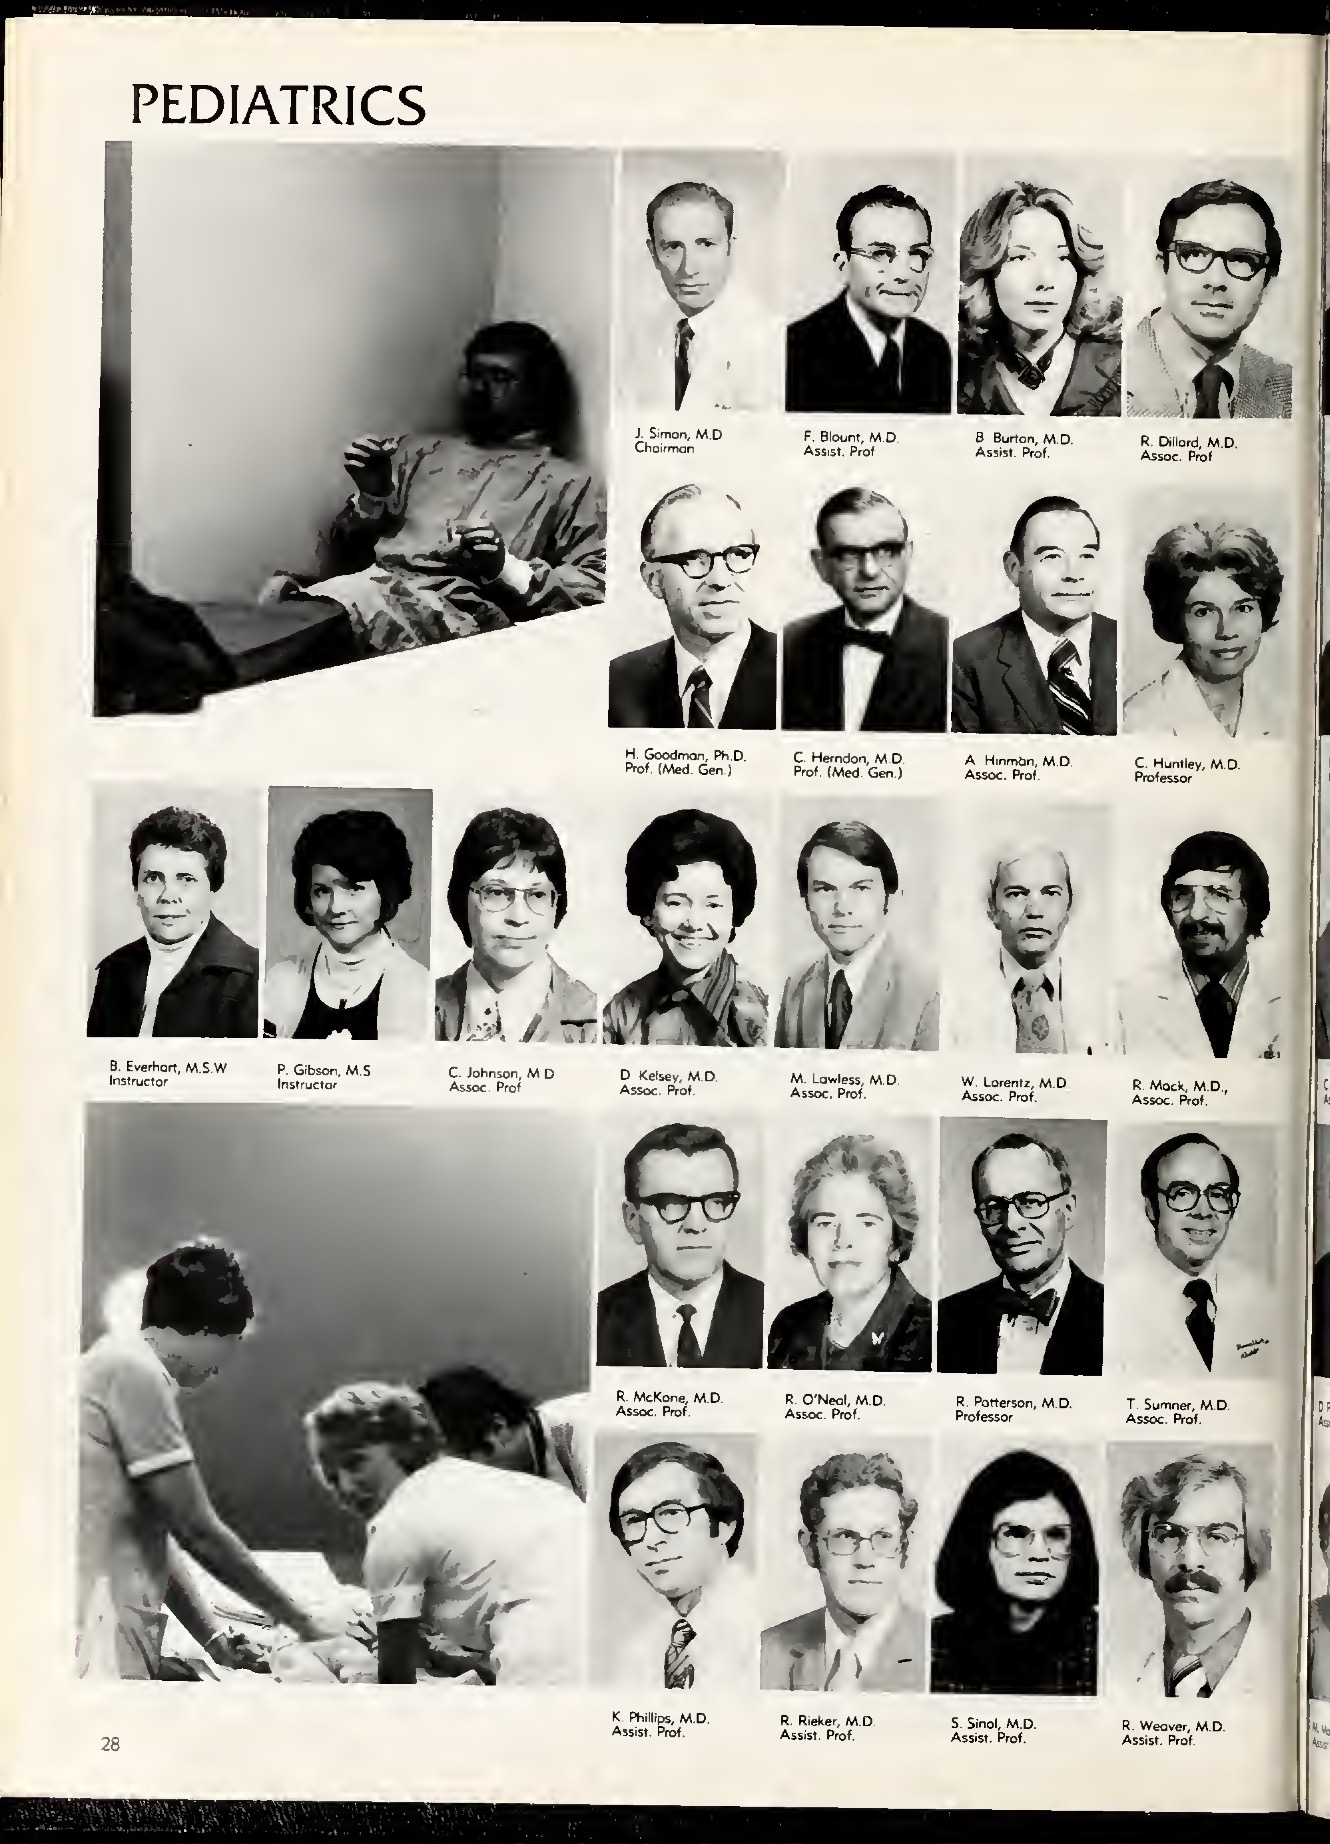 PEDIATRICS
J. Simon, M.D
Chairman
F. Blount, M.D.
Assist. Prof
B Burton, M.D.
Assist. Prof.
R. Dillard, M.D.
Assoc. Prof
H. Goodman, Ph.D.
Prof. (Med. Gen.)
C. Herndon, M.D.
Prof. (Med. Gen.)
A Hinman, M.D.
Assoc. Prof.
C. Huntley, M.D.
Professor
B. Everhart, M.S.W
Instructor
P. Gibson, M.S
Instructor
C. Johnson, M D
Assoc. Prof
D Kelsey, M.D.
Assoc. Prof.
M. Lawless, M.D.
Assoc. Prof.
W. Lorentz, M.D
Assoc. Prof.
R. Mack, M.D.,
Assoc. Prof.
R. McKone, M.D.
Assoc. Prof.
R. O'Neal, M.D.
Assoc. Prof.
R. Patterson, M.D.
Professor
T. Sumner, M.D.
Assoc. Prof.
K. Phillips, M.D.
Assist. Prof.
R. Rieker, M.D.
Assist. Prof.
S. Sinal, M.D.
Assist. Prof.
R. Weaver, M.D.
Assist. Prof.
28